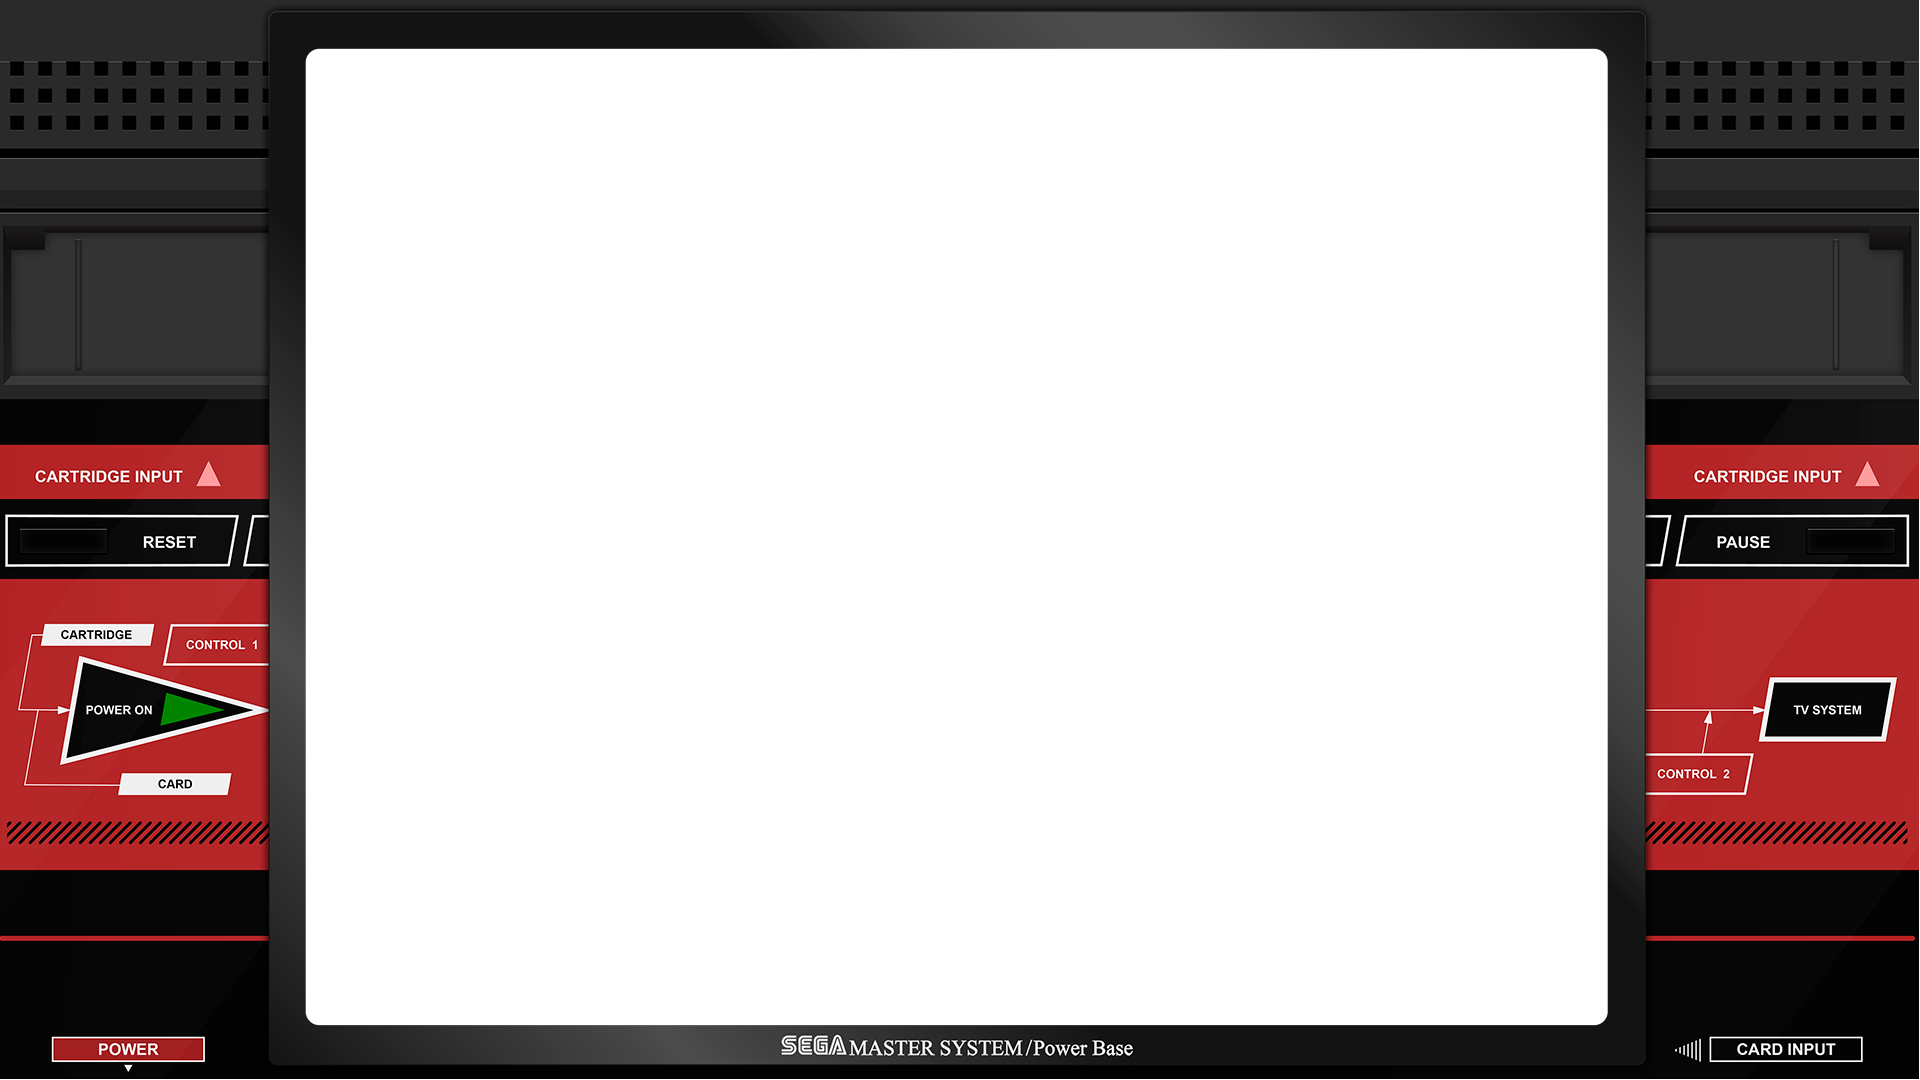 CARTRIDGE INPUT
CARTRIDGE INPUT
RESET
PAUSE
CARTRIDGE
CONTROL 1
POWER ON
TV SYSTEM
CARD
CONTROL 2
SEGA MASTER SYSTEM/Power Base
POWER
CARD INPUT